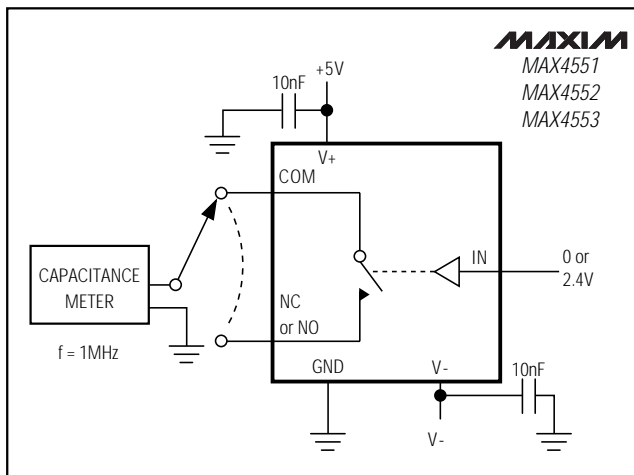 MAXIM
MAX4551
MAX4552
MAX4553
+5V
10nF
V+
COM
CAPACITANCE
METER
f = 1MHz
NC
or NO
IN
0 or
2.4V
GND
V-
10nF
V-